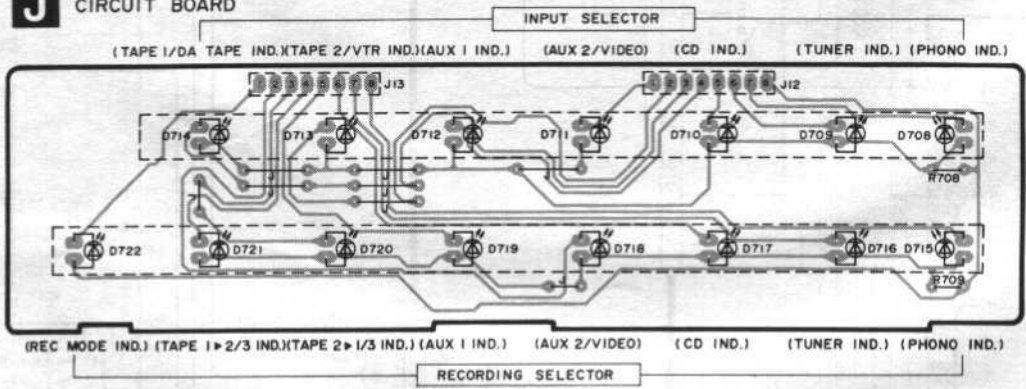 J CIRCUIT BOARD
INPUT SELECTOR
(TAPE 1/DA TAPE IND.)(TAPE 2/VTR IND.)(AUX 1 IND.) (AUX 2/VIDEO) (CD IND.) (TUNER IND.) (PHONO IND.)
1 2 3 4 5 6 7 8 J13 1 2 3 4 5 6 7 8 J12
D714 D713 D712 D711 D710 D709 D708
J J R708
J
D722 D721 D720 D719 D718 D717 D716 D715
J R709
(REC MODE IND.) (TAPE 1▶2/3 IND.)(TAPE 2▶1/3 IND.) (AUX 1 IND.) (AUX 2/VIDEO) (CD IND.) (TUNER IND.) (PHONO IND.)
RECORDING SELECTOR